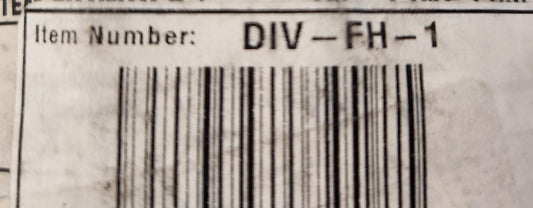 Item Number: DIV-FH-1